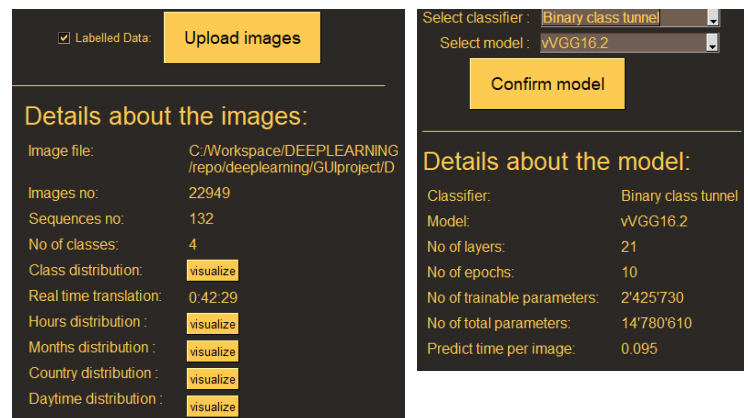 Labelled Data:
Upload images
Details about the images:
Image file:
C:/Workspace/DEEPLEARNING
/repo/deeplearning/GUIproject/D
Images no:
22949
Sequences no:
132
No of classes:
4
Class distribution:
visualize
Real time translation:
0:42:29
Hours distribution :
visualize
Months distribution :
visualize
Country distribution :
visualize
Daytime distribution :
visualize
Select classifier :
Binary class tunnel
Select model :
vVGG16.2
Confirm model
Details about the model:
Classifier:
Binary class tunnel
Model:
vVGG16.2
No of layers:
21
No of epochs:
10
No of trainable parameters:
2'425'730
No of total parameters:
14'780'610
Predict time per image:
0.095